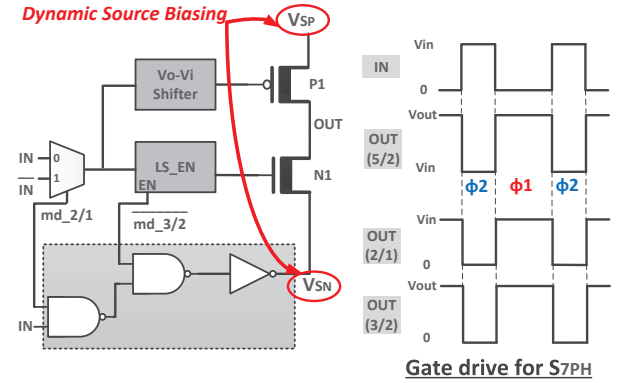 Dynamic Source Biasing
VSP
Vo-Vi
Shifter
P1
OUT
IN
0
IN
1
LS_EN
EN
N1
md_2/1
md_3/2
IN
VSN
IN
Vin
0
OUT
(5/2)
Vout
Vin
ϕ2
ϕ1
ϕ2
OUT
(2/1)
Vin
0
OUT
(3/2)
Vout
0
Gate drive for S7PH